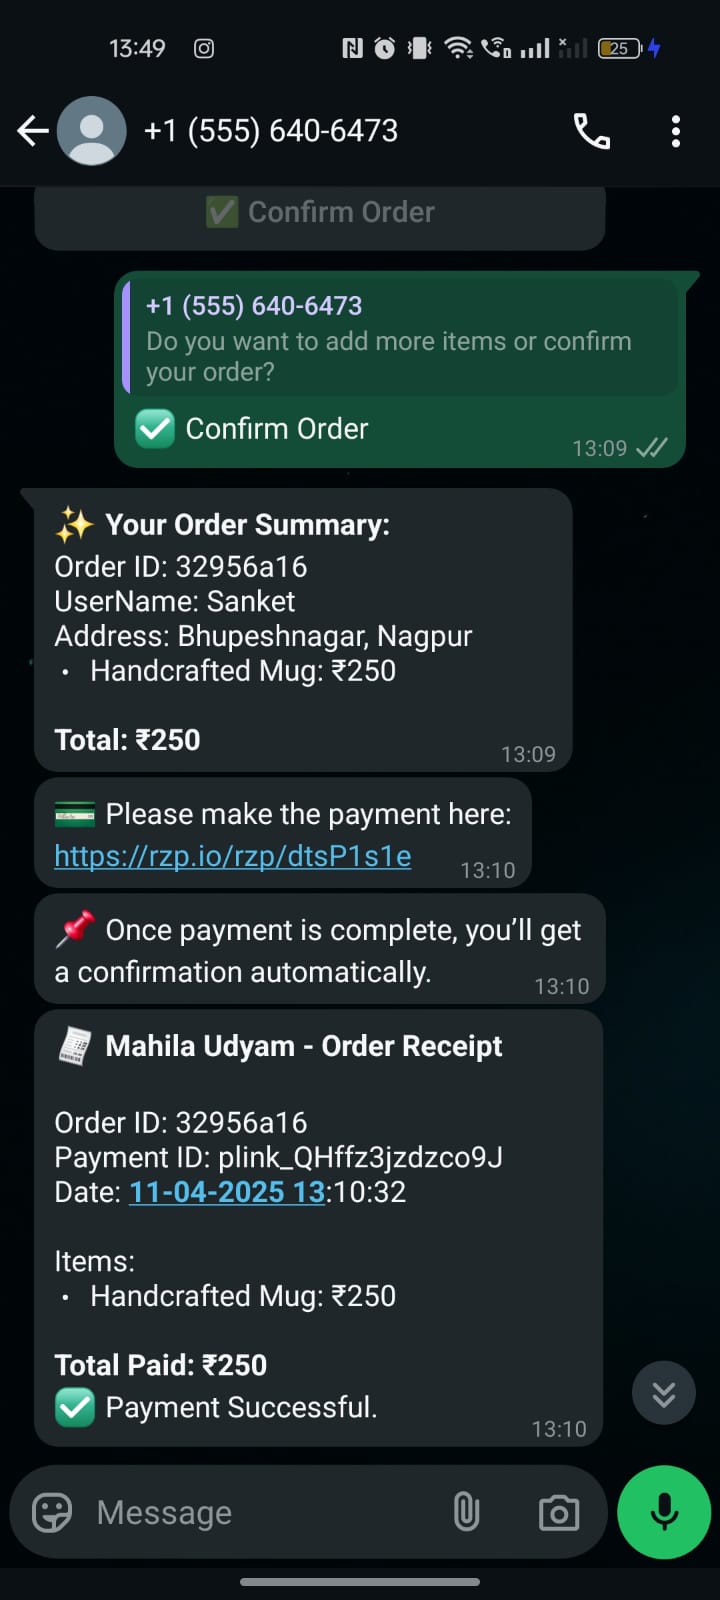 13:49
25
+1 (555) 640-6473
✅ Confirm Order
+1 (555) 640-6473
Do you want to add more items or confirm
your order?
✅ Confirm Order
13:09
✨ Your Order Summary:
Order ID: 32956a16
UserName: Sanket
Address: Bhupeshnagar, Nagpur
• Handcrafted Mug: ₹250
Total: ₹250
13:09
💳 Please make the payment here:
https://rzp.io/rzp/dtsP1s1e
13:10
📌 Once payment is complete, you’ll get
a confirmation automatically.
13:10
🧾 Mahila Udyam - Order Receipt
Order ID: 32956a16
Payment ID: plink_QHffz3jzdzco9J
Date: 11-04-2025 13:10:32
Items:
• Handcrafted Mug: ₹250
Total Paid: ₹250
✅ Payment Successful.
13:10
Message